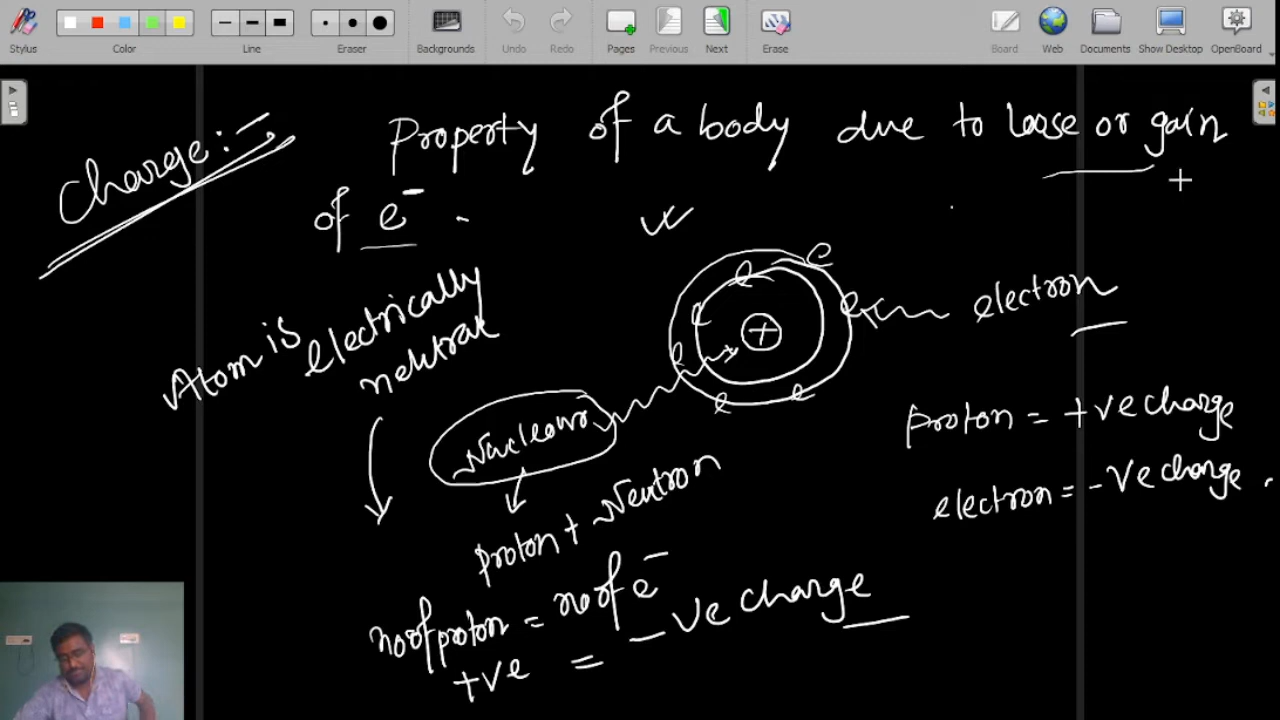 Stylus
Color
Line
Eraser
Backgrounds
Undo
Redo
Pages
Previous
Next
Erase
Board
Web
Documents
Show Desktop
OpenBoard
Charge:-
Property of a body due to loose or gain
+
of e⁻
Atom is electrically
neutral
e
e
e
e
e
e
e
+
electron
Nucleour
Proton + Neutron
Proton = +ve charge
electron = -ve charge.
no of proton = no of e⁻
+ve = -ve charge